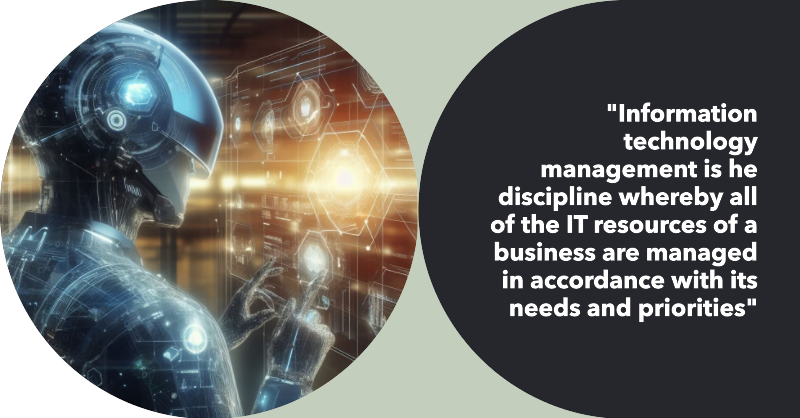 "Information
technology
management is he
discipline whereby all
of the IT resources of a
business are managed
in accordance with its
needs and priorities"